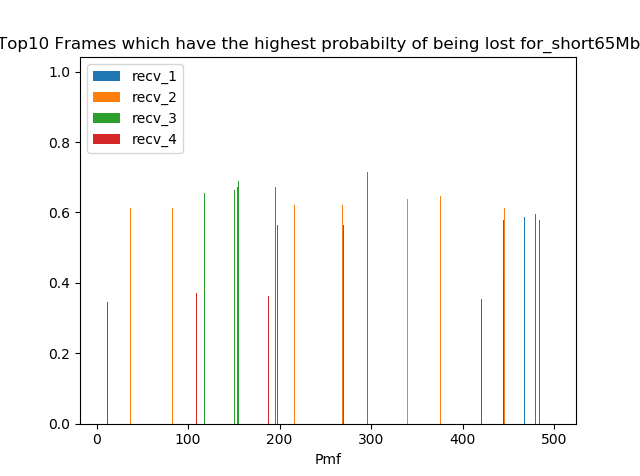 Top10 Frames which have the highest probabilty of being lost for_short65Mb
1.0
0.8
0.6
0.4
0.2
0.0
recv_1
recv_2
recv_3
recv_4
0 100 200 300 400 500
Pmf